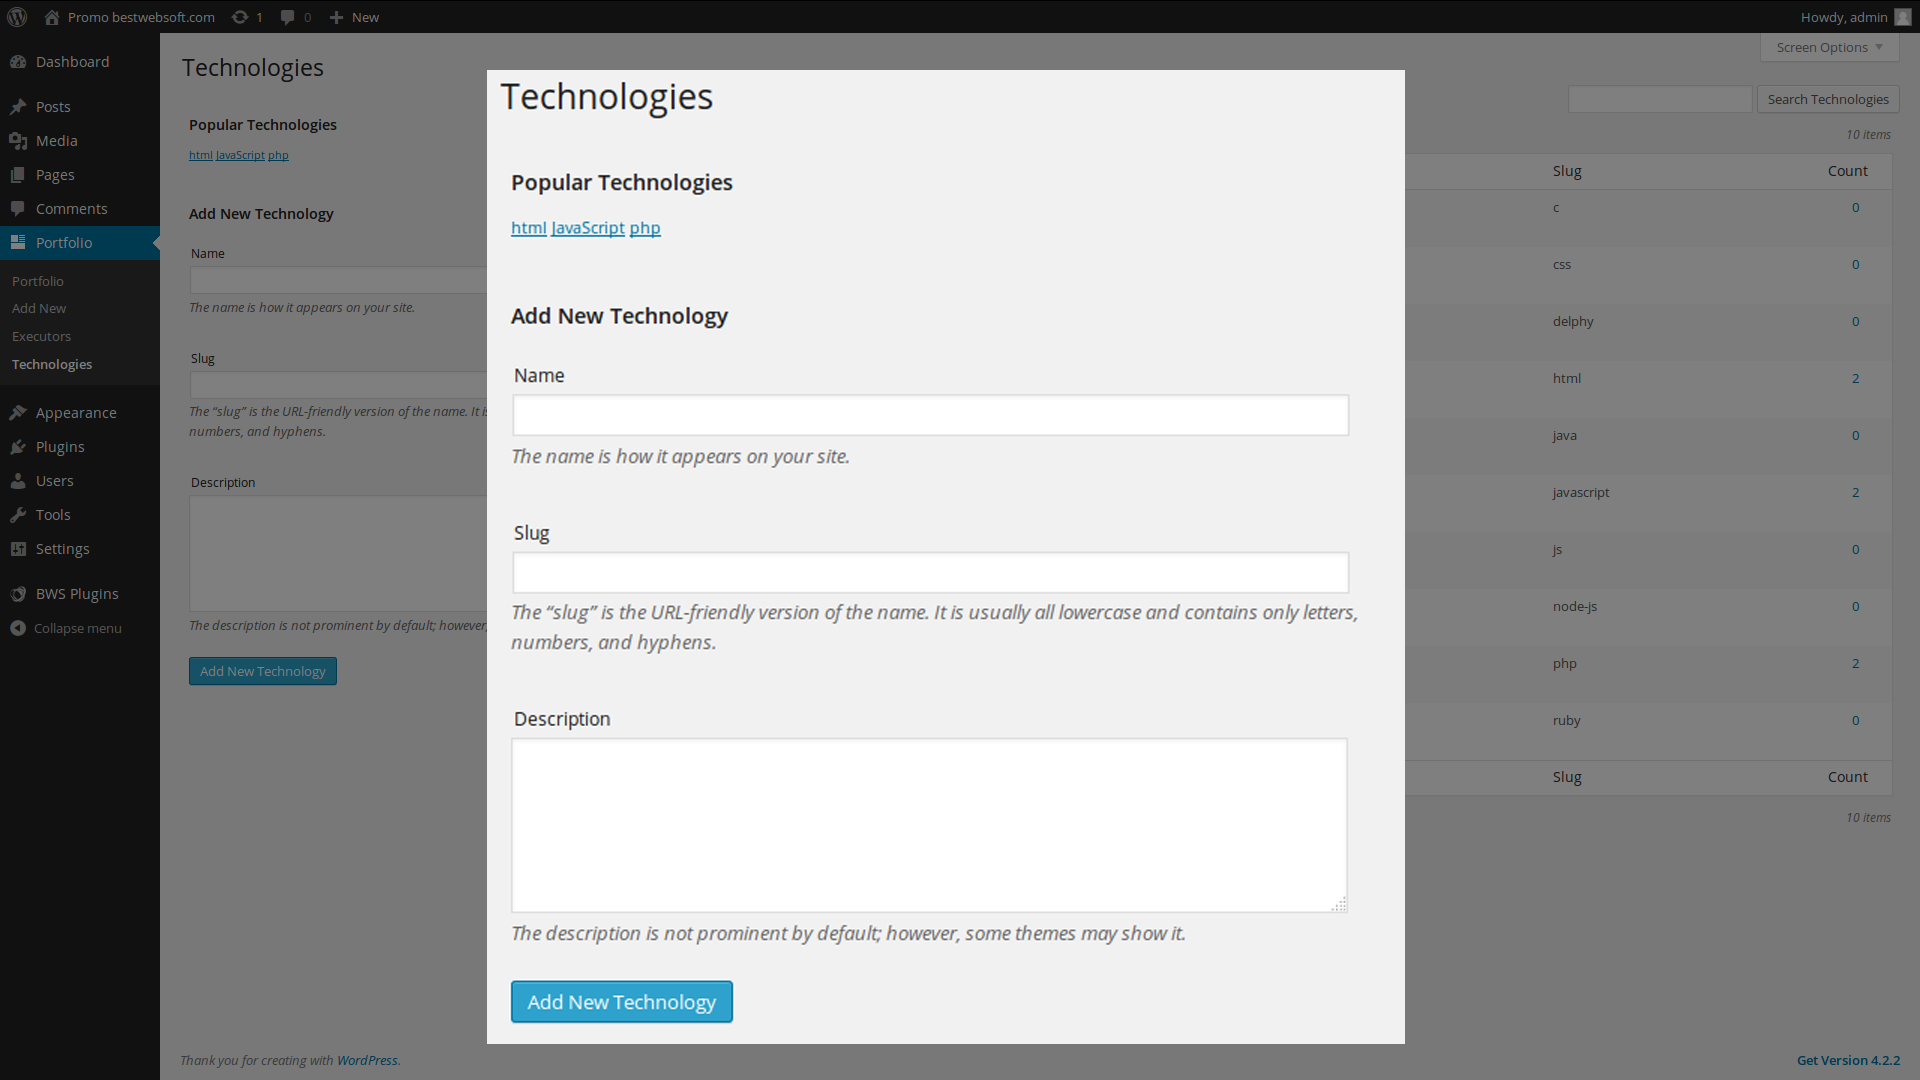 Promo bestwebsoft.com 1 0 New Howdy, admin
Dashboard
Posts
Media
Pages
Comments
Portfolio
Portfolio
Add New
Executors
Technologies
Appearance
Plugins
Users
Tools
Settings
BWS Plugins
Collapse menu
Screen Options
Technologies
Popular Technologies
html JavaScript php
Add New Technology
Name
The name is how it appears on your site.
Slug
The “slug” is the URL-friendly version of the name. It is
numbers, and hyphens.
Description
The description is not prominent by default; however,
Add New Technology
Technologies
Popular Technologies
html JavaScript php
Add New Technology
Name
The name is how it appears on your site.
Slug
The “slug” is the URL-friendly version of the name. It is usually all lowercase and contains only letters,
numbers, and hyphens.
Description
The description is not prominent by default; however, some themes may show it.
Add New Technology
Search Technologies
10 items
Slug Count
c 0
css 0
delphy 0
html 2
java 0
javascript 2
js 0
node-js 0
php 2
ruby 0
Slug Count
10 items
Thank you for creating with WordPress.
Get Version 4.2.2